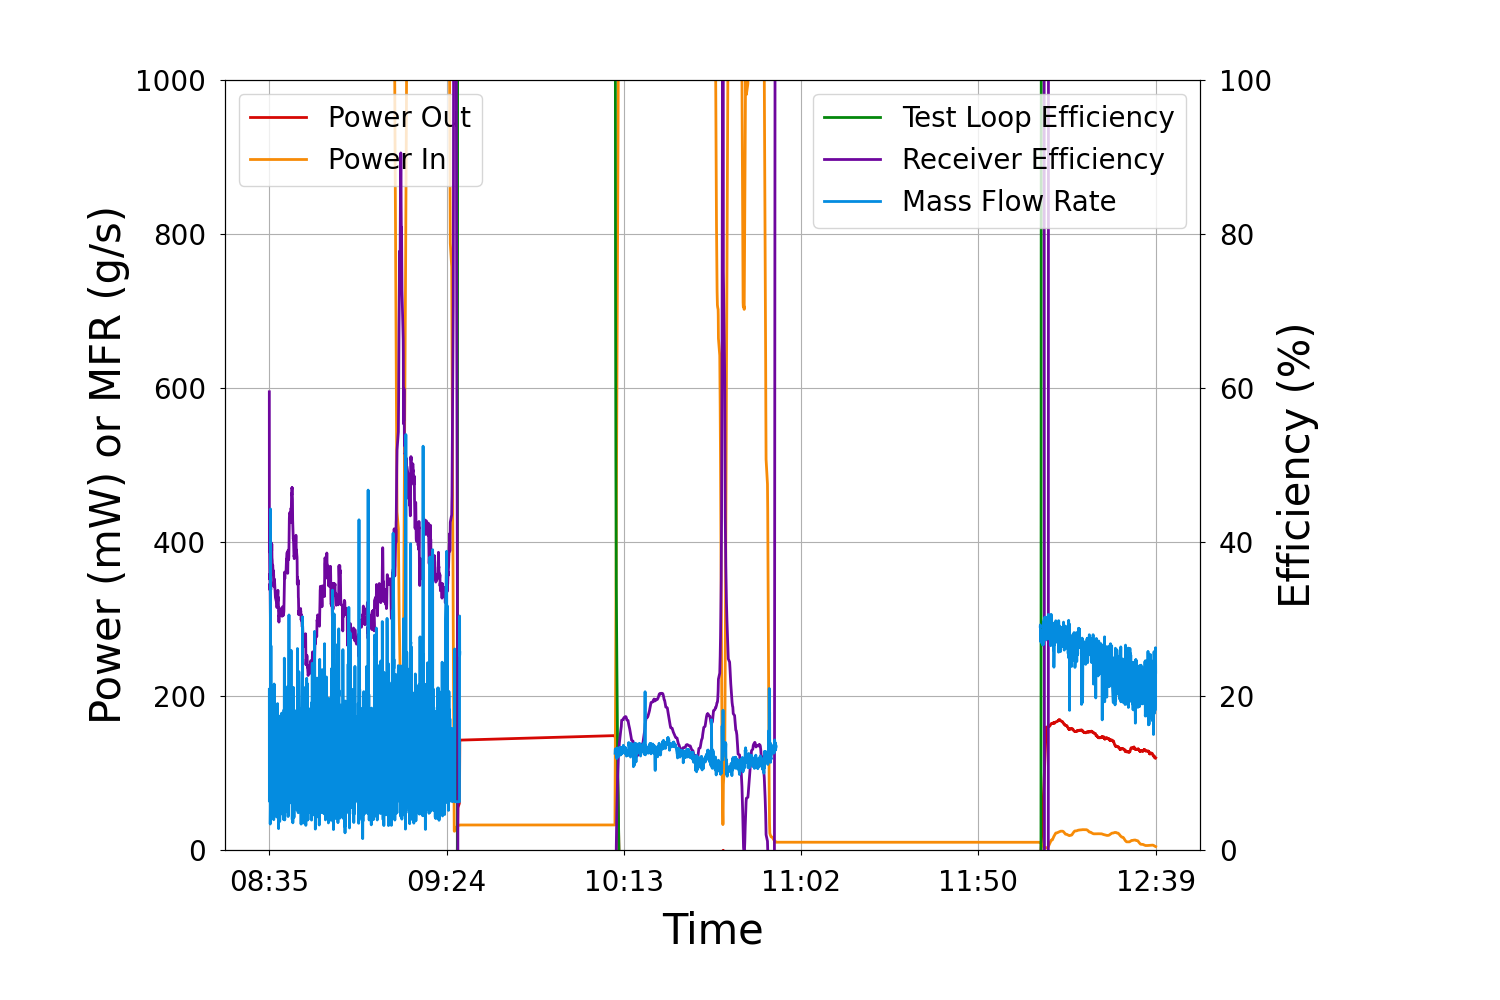 Power (mW) or MFR (g/s)
1000
800
600
400
200
0
Power Out
Power In
Test Loop Efficiency
Receiver Efficiency
Mass Flow Rate
100
80
60
40
20
0
Efficiency (%)
08:35 09:24 10:13 11:02 11:50 12:39
Time